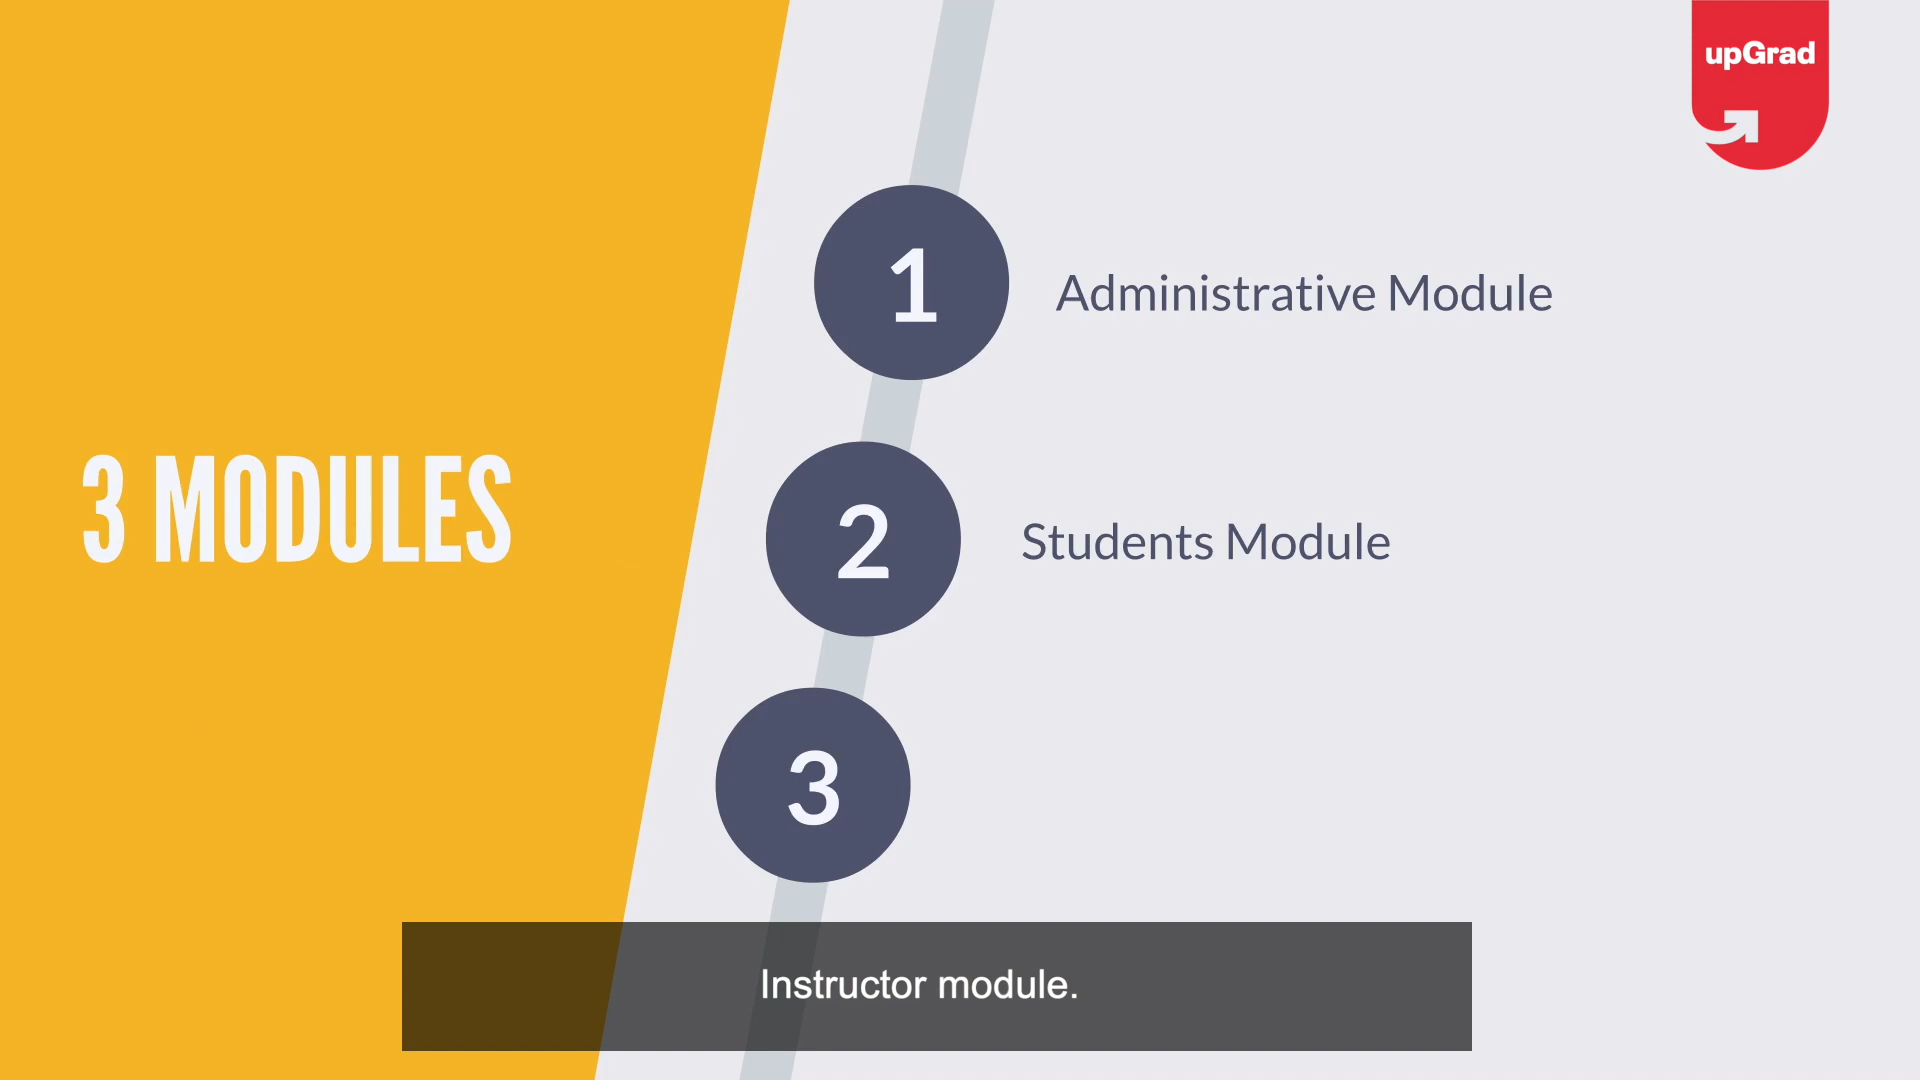 upGrad
1
Administrative Module
3 MODULES
2
Students Module
3
Instructor module.